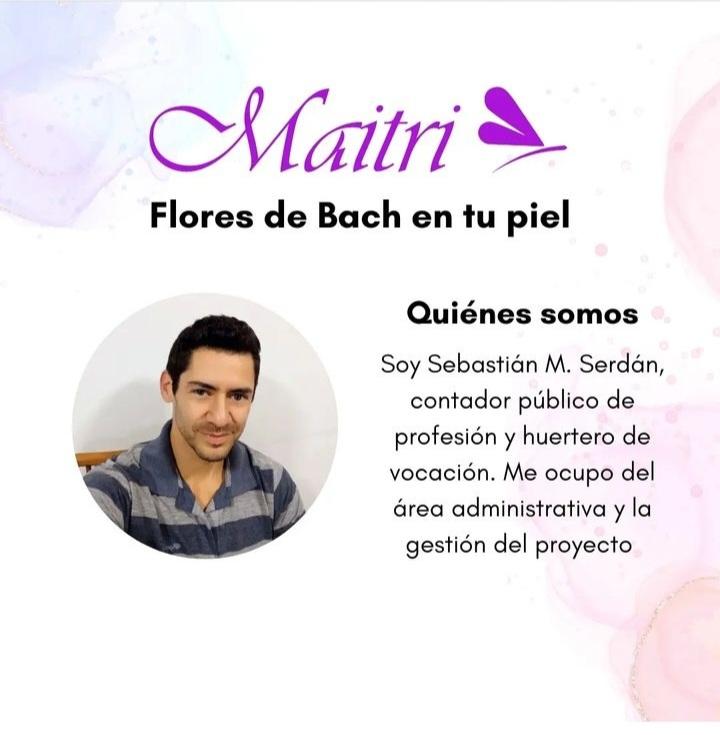 Maitri
Flores de Bach en tu piel
Quiénes somos
Soy Sebastián M. Serdán,
contador público de
profesión y huertero de
vocación. Me ocupo del
área administrativa y la
gestión del proyecto